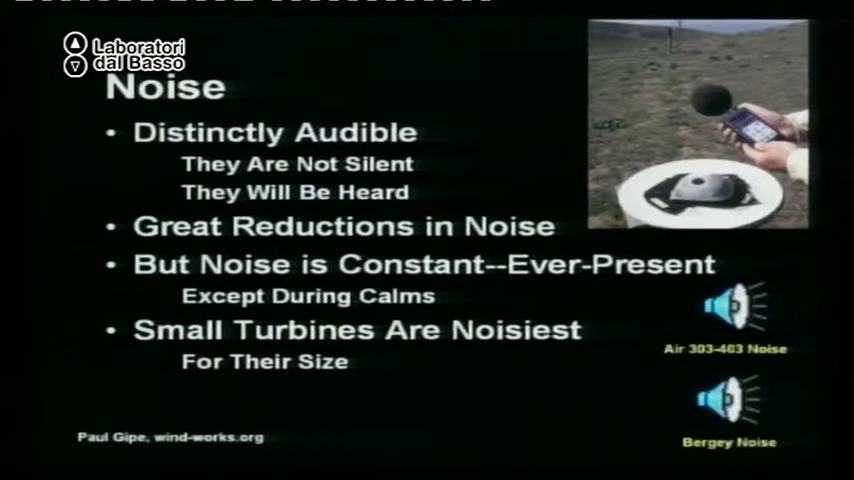 Laboratori
dal Basso
Noise
• Distinctly Audible
They Are Not Silent
They Will Be Heard
• Great Reductions in Noise
• But Noise is Constant--Ever-Present
Except During Calms
• Small Turbines Are Noisiest
For Their Size
Air 303-403 Noise
Bergey Noise
Paul Gipe, wind-works.org